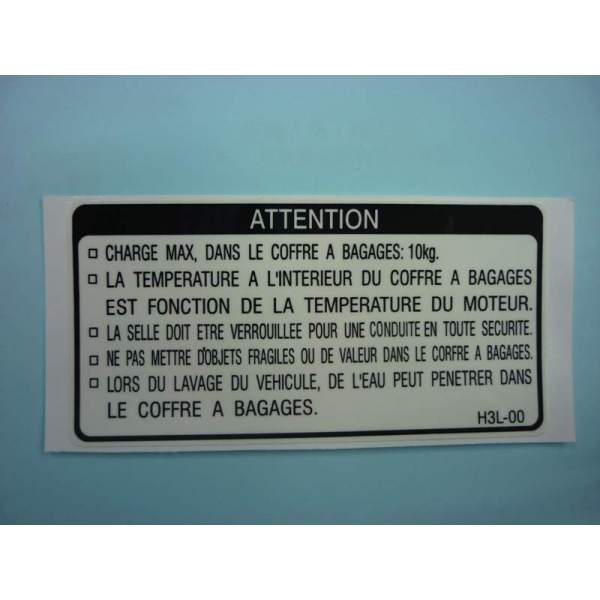 ATTENTION
□ CHARGE MAX, DANS LE COFFRE A BAGAGES: 10kg.
□ LA TEMPERATURE A L'INTERIEUR DU COFFRE A BAGAGES
EST FONCTION DE LA TEMPERATURE DU MOTEUR.
□ LA SELLE DOIT ETRE VERROUILLEE POUR UNE CONDUITE EN TOUTE SECURITE.
□ NE PAS METTRE D'OBJETS FRAGILES OU DE VALEUR DANS LE CORFRE A BAGAGES.
□ LORS DU LAVAGE DU VEHICULE, DE L'EAU PEUT PENETRER DANS
LE COFFRE A BAGAGES.
H3L-00